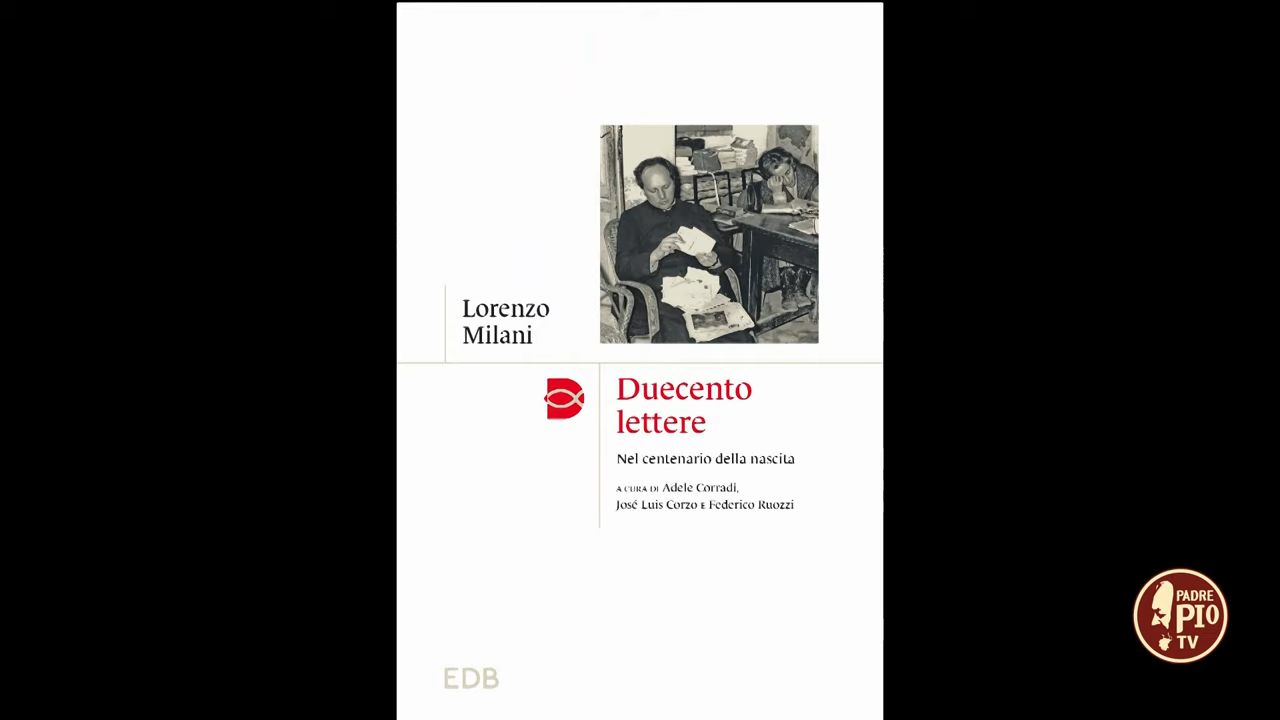 Lorenzo
Milani
Duecento
lettere
Nel centenario della nascita
A CURA DI Adele Corradi,
José Luis Corzo E Federico Ruozzi
EDB
PADRE
PIO
TV